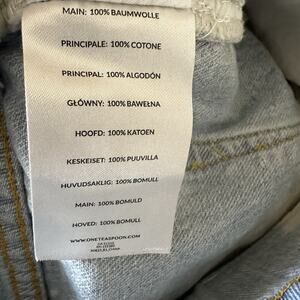 MAIN: 100% BAUMWOLLE
PRINCIPALE: 100% COTONE
PRINCIPAL: 100% ALGODÓN
GŁÓWNY: 100% BAWEŁNA
HOOFD: 100% KATOEN
KESKEISET: 100% PUUVILLA
HUVUDSAKLIG: 100% BOMULL
MAIN: 100% BOMULD
HOVED: 100% BOMULL
WWW.ONETEASPOON.COM